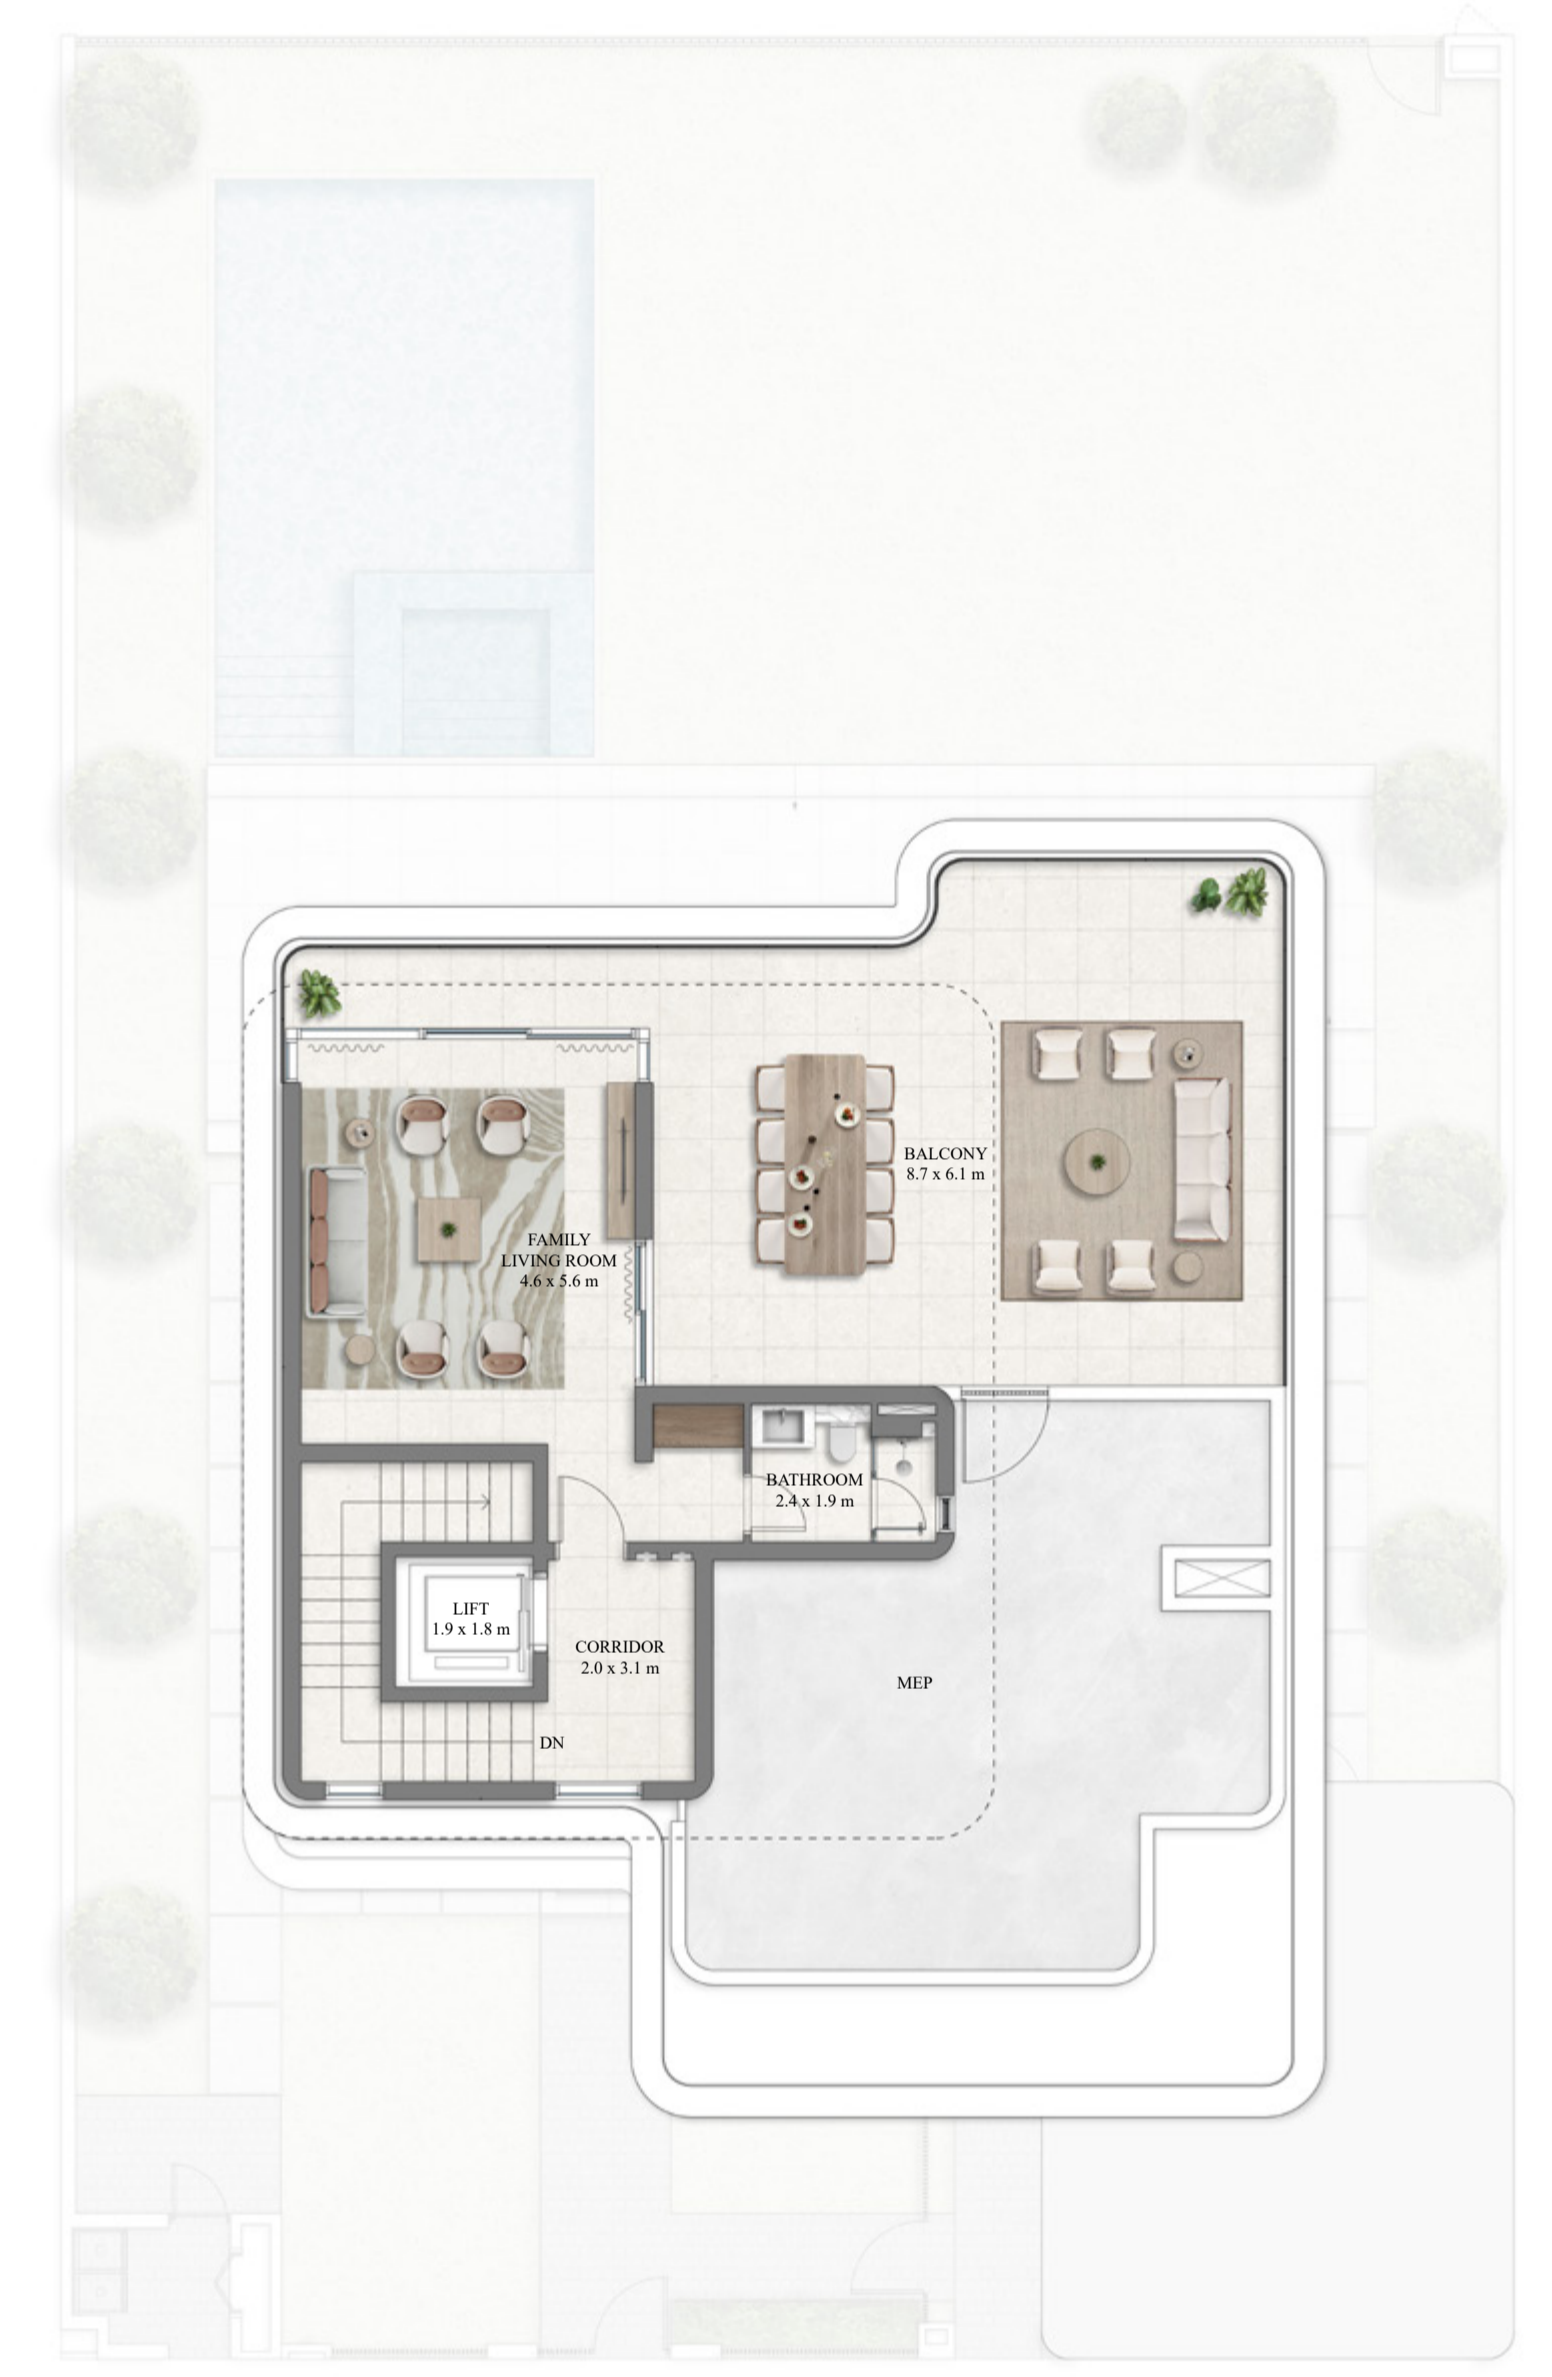 BALCONY
8.7 x 6.1 m
FAMILY
LIVING ROOM
4.6 x 5.6 m
BATHROOM
2.4 x 1.9 m
LIFT
1.9 x 1.8 m
CORRIDOR
2.0 x 3.1 m
MEP
DN